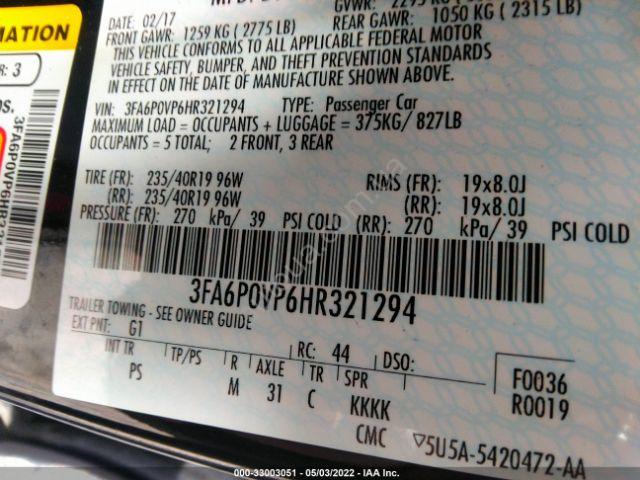 DATE: 02/17 GVWR: 2295 KG
FRONT GAWR: 1259 KG ( 2775 LB) REAR GAWR: 1050 KG ( 2315 LB)
THIS VEHICLE CONFORMS TO ALL APPLICABLE FEDERAL MOTOR
VEHICLE SAFETY, BUMPER, AND THEFT PREVENTION STANDARDS
IN EFFECT ON THE DATE OF MANUFACTURE SHOWN ABOVE.
VIN: 3FA6P0VP6HR321294 TYPE: Passenger Car
MAXIMUM LOAD = OCCUPANTS + LUGGAGE = 375KG/ 827LB
OCCUPANTS = 5 TOTAL; 2 FRONT, 3 REAR
TIRE (FR): 235/40R19 96W RIMS (FR): 19x8.0J
(RR): 235/40R19 96W (RR): 19x8.0J
PRESSURE (FR): 270 kPa/ 39 PSI COLD (RR): 270 kPa/ 39 PSI COLD
3FA6P0VP6HR321294
TRAILER TOWING - SEE OWNER GUIDE
EXT PNT: G1 RC: 44 DSO:
INT TR TP/PS R AXLE TR SPR F0036
PS M 31 C KKKK R0019
CMC ▽5U5A-5420472-AA
MATION
R: 3
3FA6P0VP6HR321
000-33003051 - 05/03/2022 - IAA Inc.